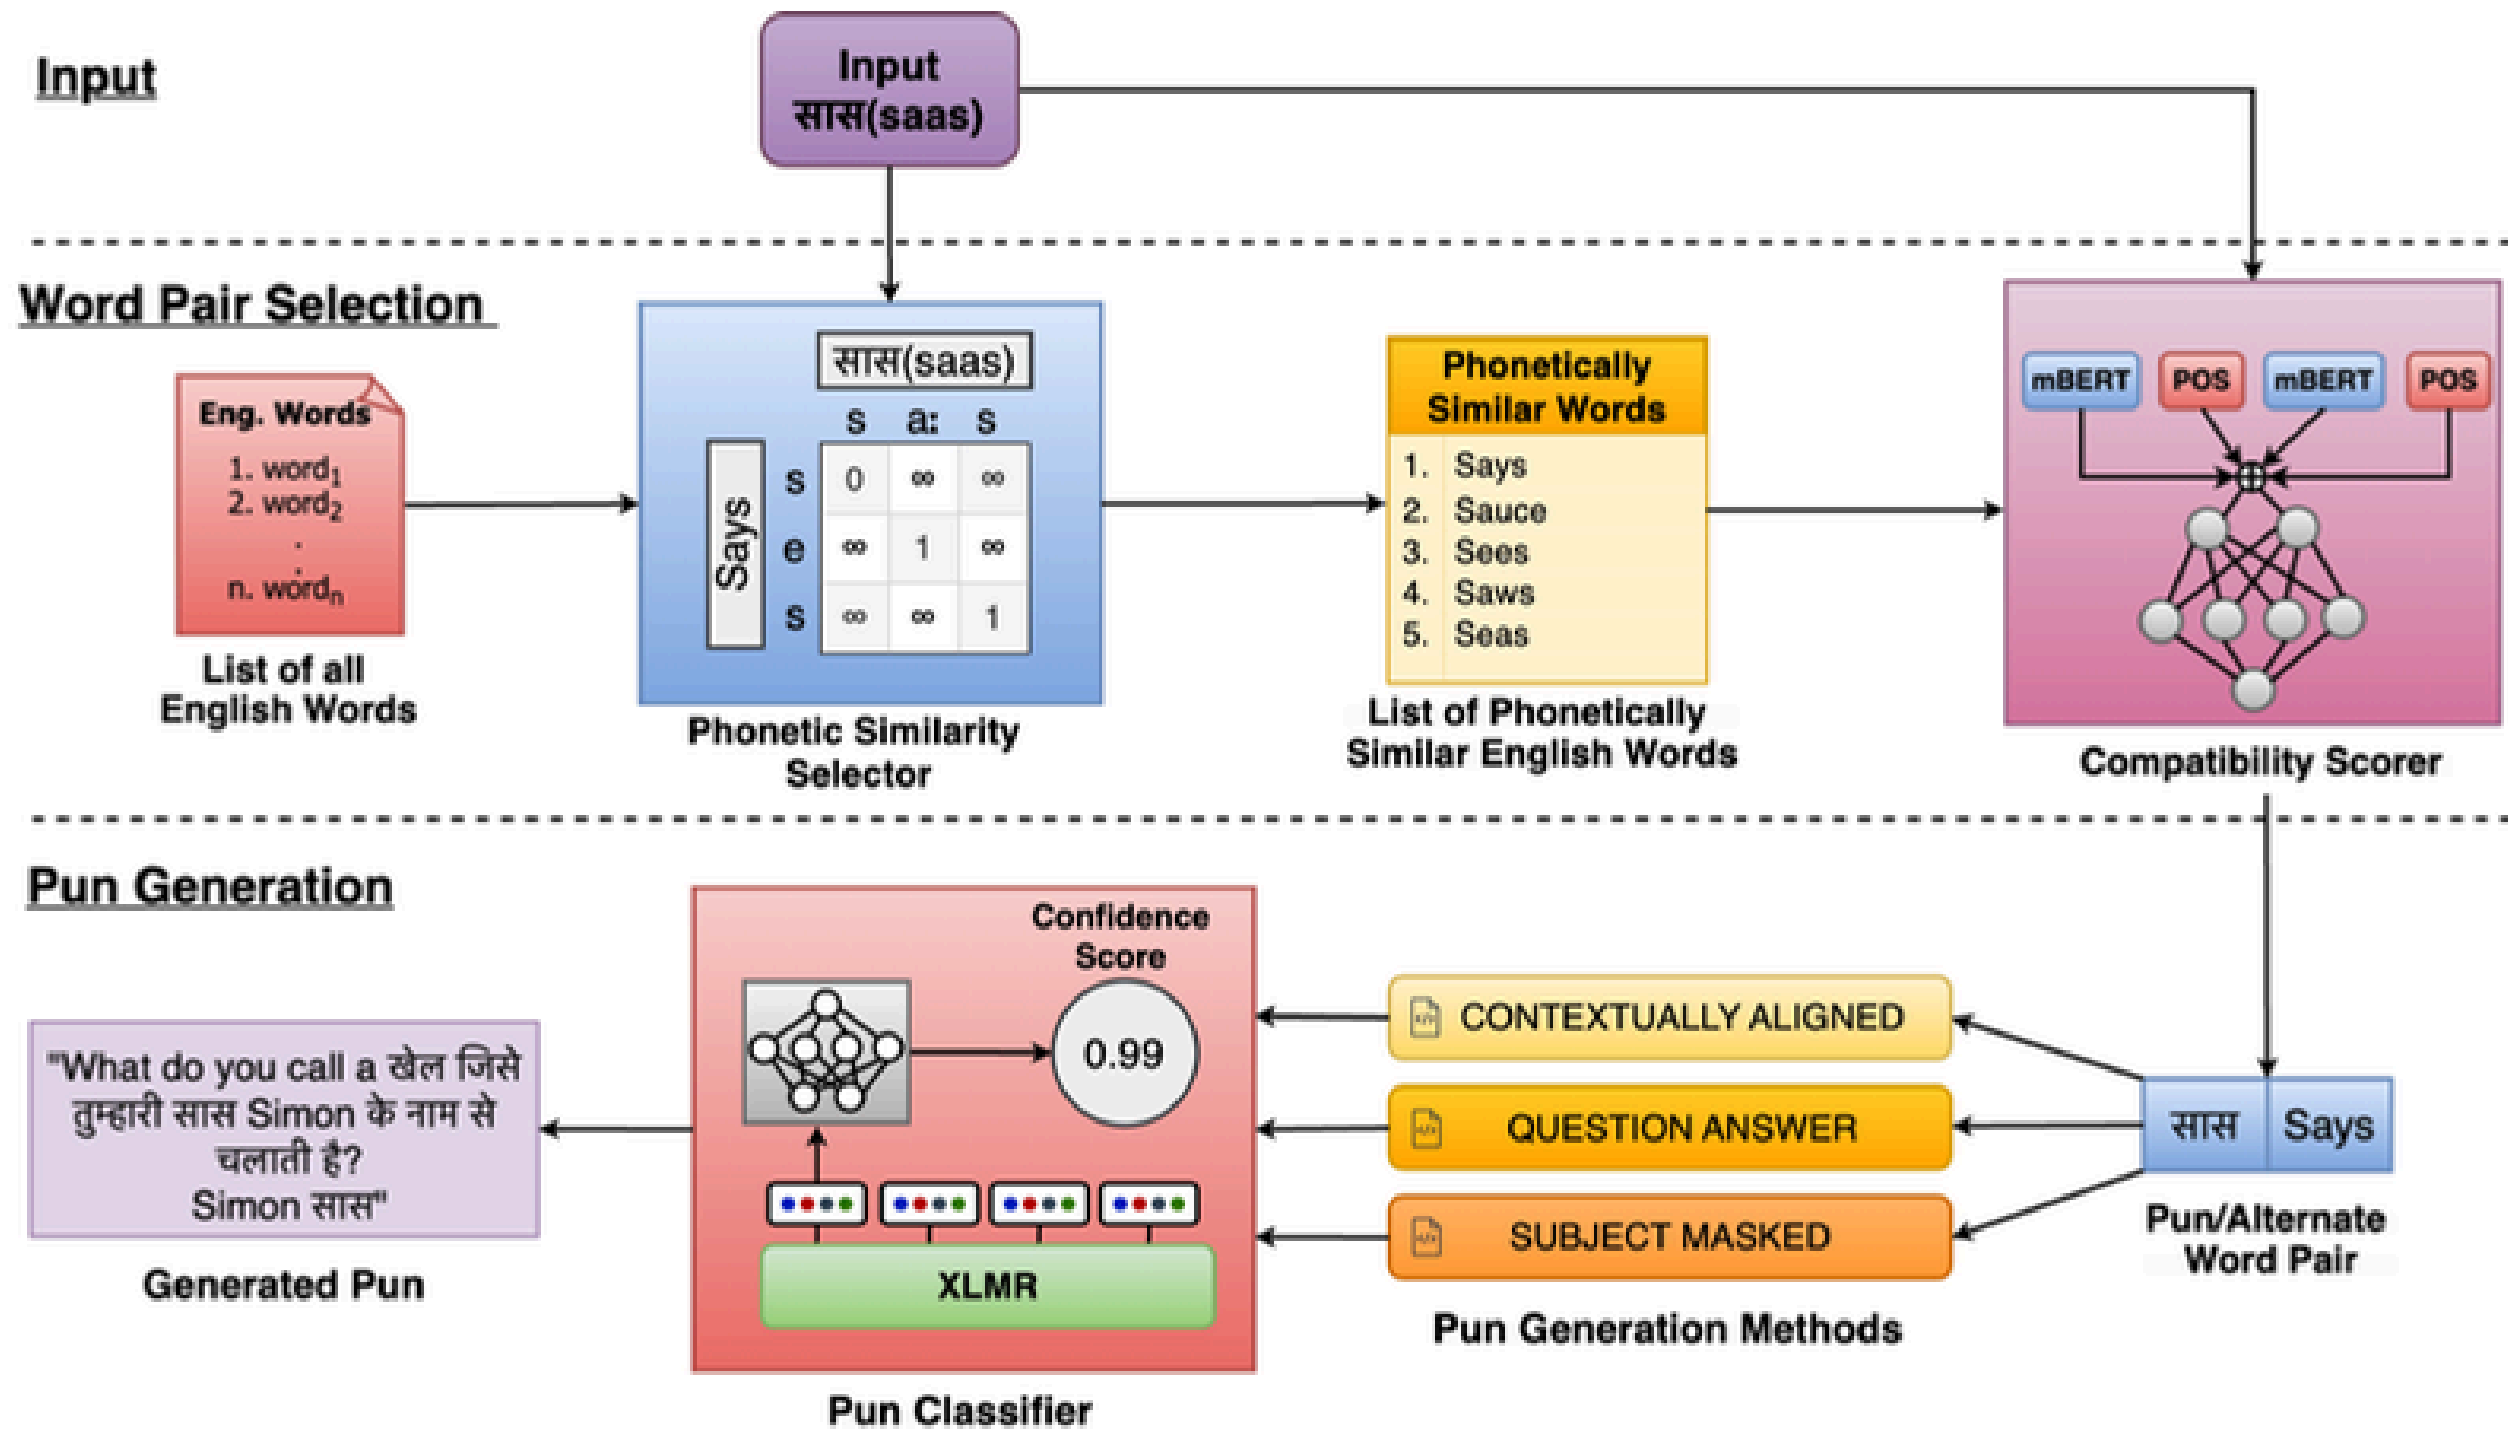 Input
Input
सास(saas)
Word Pair Selection
Eng. Words
1. word1
2. word2
.
.
n. wordn
List of all
English Words
सास(saas)
s a: s
Says
s 0 ∞ ∞
e ∞ 1 ∞
s ∞ ∞ 1
Phonetic Similarity
Selector
Phonetically
Similar Words
1. Says
2. Sauce
3. Sees
4. Saws
5. Seas
List of Phonetically
Similar English Words
mBERT POS mBERT POS
Compatibility Scorer
Pun Generation
"What do you call a खेल जिसे
तुम्हारी सास Simon के नाम से
चलाती है?
Simon सास"
Generated Pun
Confidence
Score
0.99
XLMR
Pun Classifier
CONTEXTUALLY ALIGNED
QUESTION ANSWER
SUBJECT MASKED
Pun Generation Methods
सास Says
Pun/Alternate
Word Pair